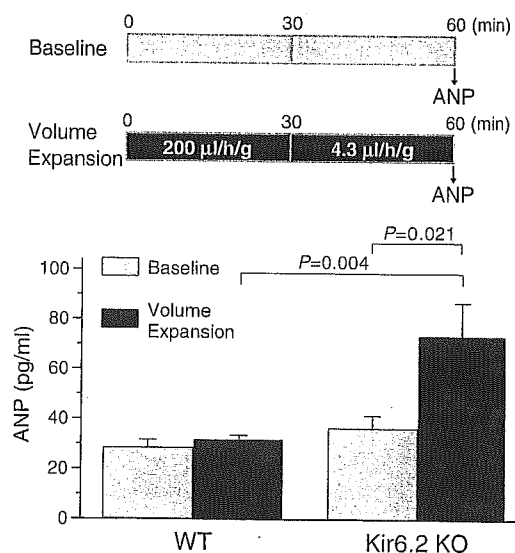 0 30 60 (min)
Baseline
ANP
0 30 60 (min)
Volume
Expansion
200 µl/h/g 4.3 µl/h/g
ANP
P=0.021
P=0.004
100
80
60
40
20
0
ANP (pg/ml)
Baseline
Volume
Expansion
WT Kir6.2 KO